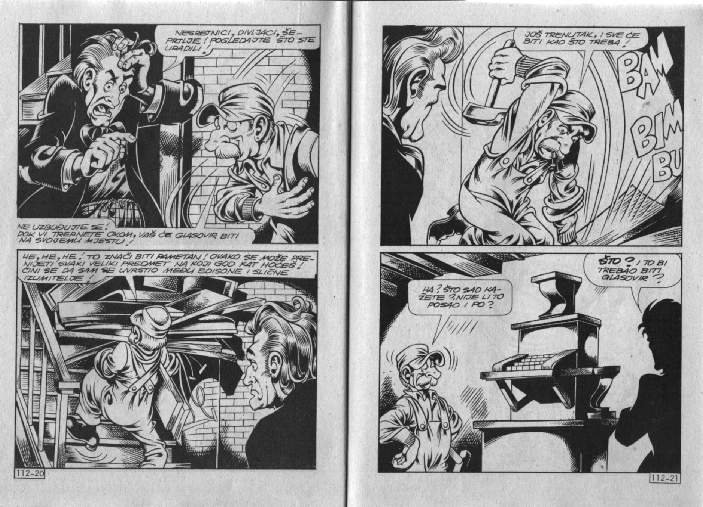 NESRETNICI, DIVLJACI, ŠE-
PRTLJE! POGLEDAJTE ŠTO STE
URADILI!
NE UZBUĐUJTE SE!
DOK VI TREPNETE OKOM, VAŠ ĆE GLASOVIR BITI
NA SVOJEMU MJESTU!
HE, HE, HE! TO ZNAČI BITI PAMETAN! OVAKO SE MOŽE PRE-
NIJETI SVAKI VELIKI PREDMET NA KOJI GOD KAT HOĆEŠ!
ČINI SE DA SAM SE UVRSTIO MEĐU EDISONE I SLIČNE
IZUMITELJE!
112-20
JOŠ TRENUTAK, I SVE ĆE
BITI KAO ŠTO TREBA!
BAM
BIM
BU
HA? ŠTO SAD KA-
ŽETE? NIJE LI TO
POSAO I PO?
ŠTO? I TO BI
TREBAO BITI
GLASOVIR?
112-21